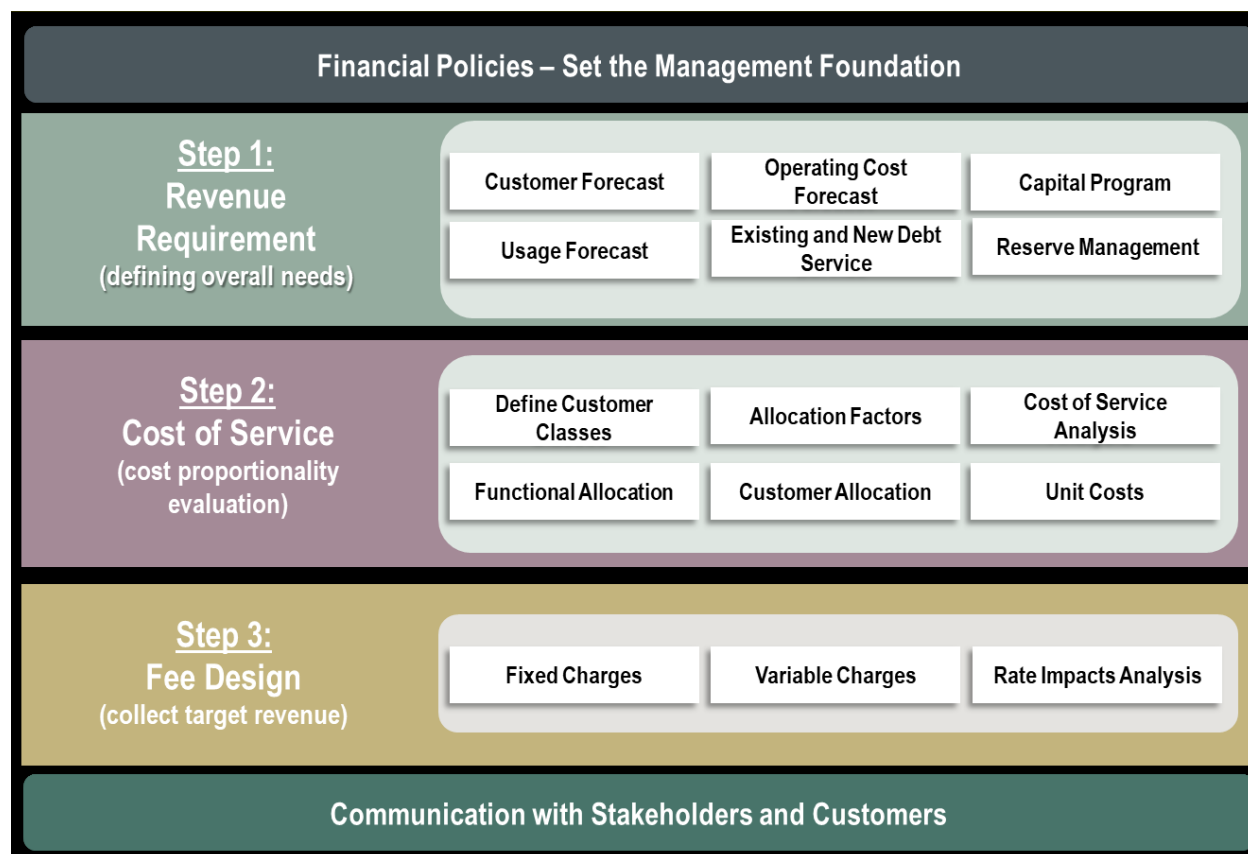 Financial Policies – Set the Management Foundation
Step 1:
Revenue
Requirement
(defining overall needs)
Customer Forecast
Operating Cost
Forecast
Capital Program
Usage Forecast
Existing and New Debt
Service
Reserve Management
Step 2:
Cost of Service
(cost proportionality
evaluation)
Define Customer
Classes
Allocation Factors
Cost of Service
Analysis
Functional Allocation
Customer Allocation
Unit Costs
Step 3:
Fee Design
(collect target revenue)
Fixed Charges
Variable Charges
Rate Impacts Analysis
Communication with Stakeholders and Customers